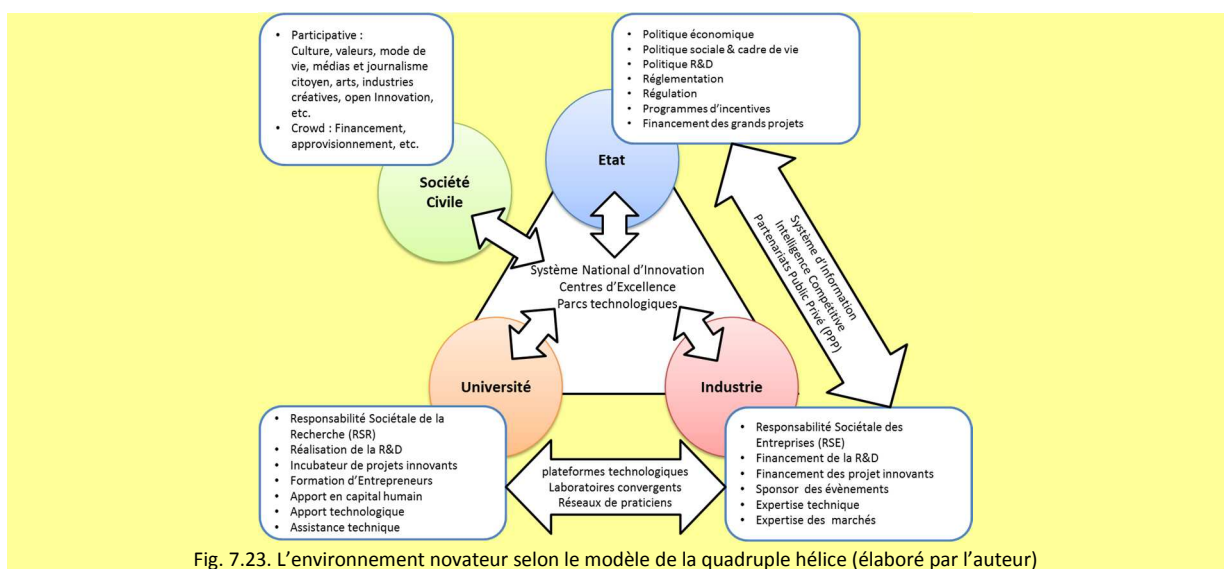 • Participative :
Culture, valeurs, mode de
vie, médias et journalisme
citoyen, arts, industries
créatives, open Innovation,
etc.
• Crowd : Financement,
approvisionnement, etc.
• Politique économique
• Politique sociale & cadre de vie
• Politique R&D
• Réglementation
• Régulation
• Programmes d'incentives
• Financement des grands projets
Etat
Société
Civile
Système d'Information
Intelligence Compétitive
Partenariats Public Privé (PPP)
Système National d'Innovation
Centres d'Excellence
Parcs technologiques
Université
Industrie
• Responsabilité Sociétale de la
Recherche (RSR)
• Réalisation de la R&D
• Incubateur de projets innovants
• Formation d'Entrepreneurs
• Apport en capital humain
• Apport technologique
• Assistance technique
plateformes technologiques
Laboratoires convergents
Réseaux de praticiens
• Responsabilité Sociétale des
Entreprises (RSE)
• Financement de la R&D
• Financement des projet innovants
• Sponsor des évènements
• Expertise technique
• Expertise des marchés
Fig. 7.23. L'environnement novateur selon le modèle de la quadruple hélice (élaboré par l'auteur)